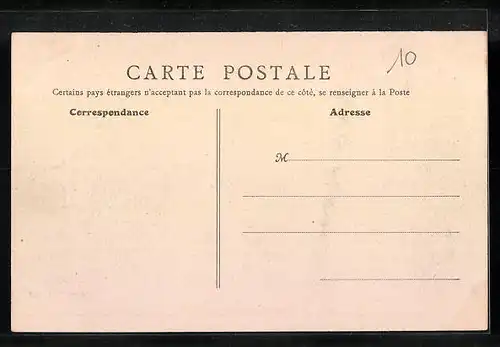 10
CARTE POSTALE
Certains pays étrangers n'acceptant pas la correspondance de ce côté, se renseigner à la Poste
Correspondance
Adresse
M